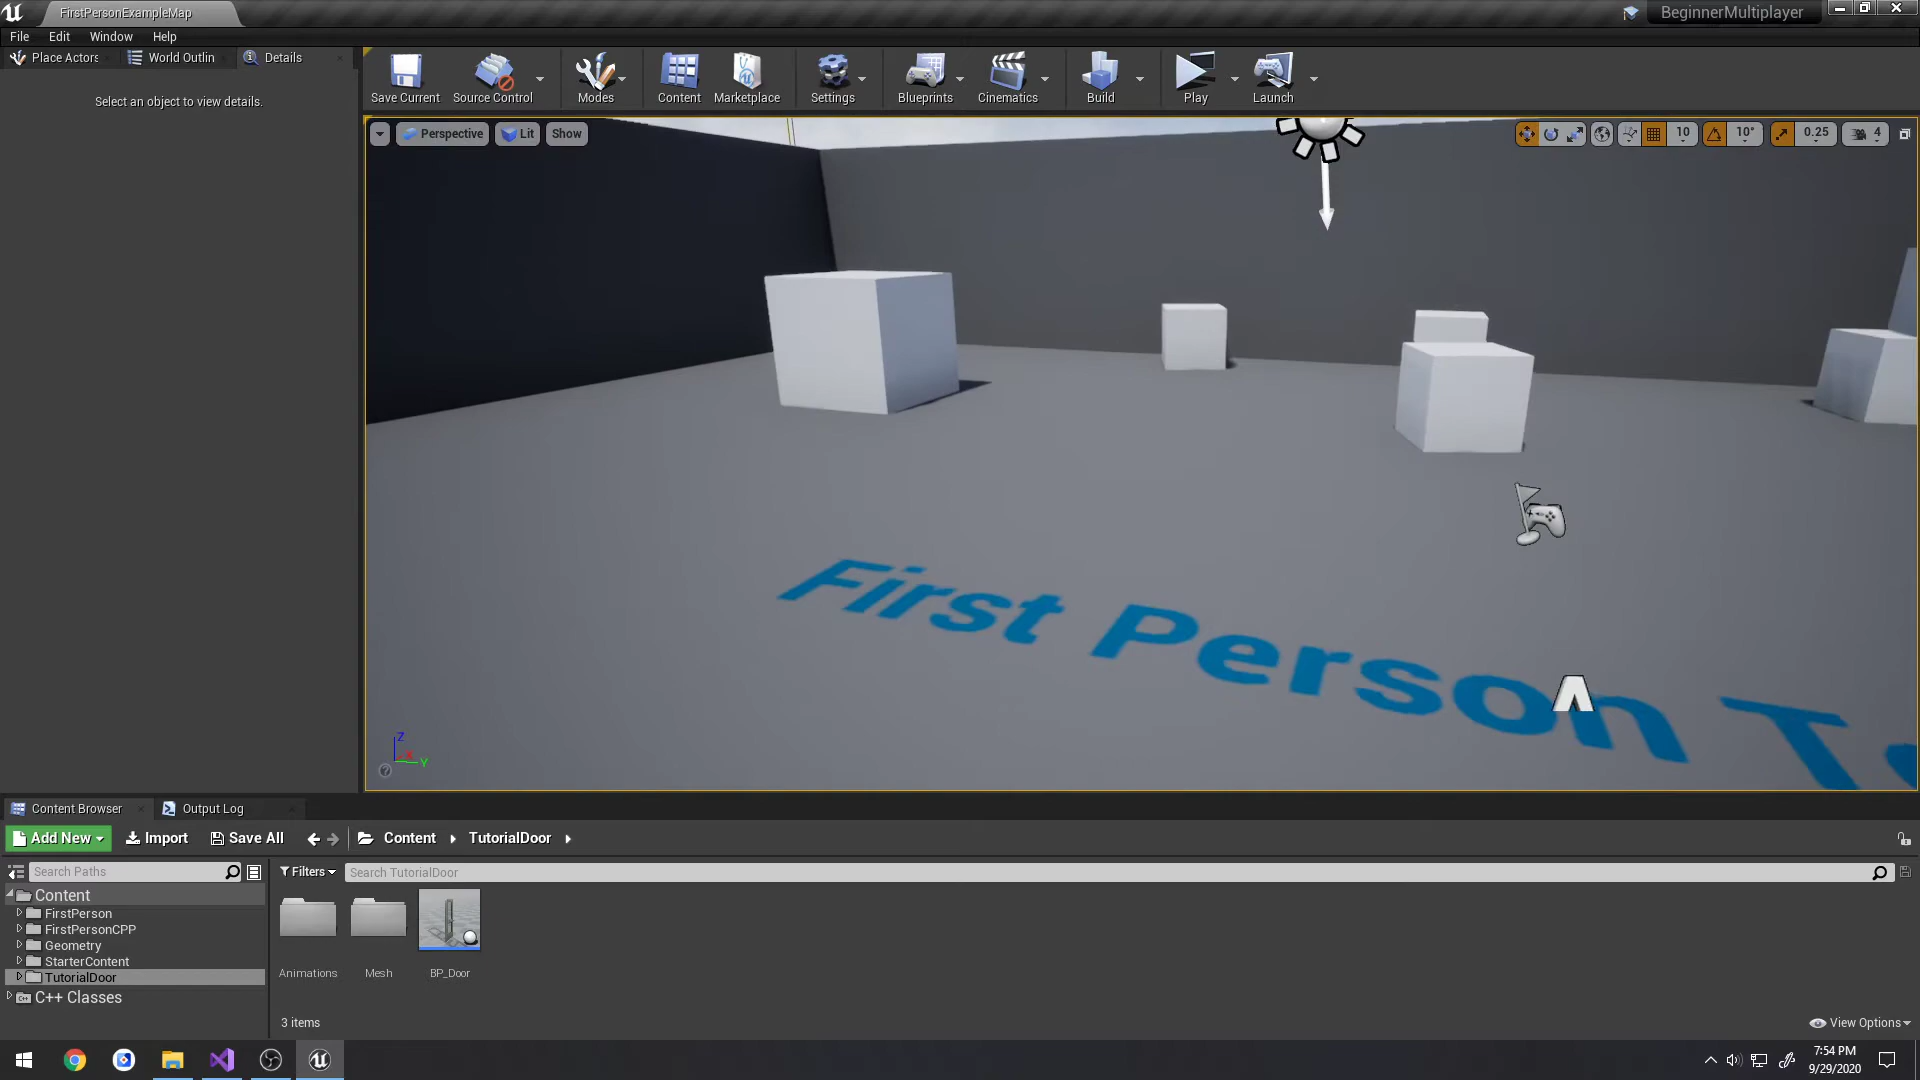 FirstPersonExampleMap
BeginnerMultiplayer
File Edit Window Help
Place Actors World Outlin Details
Select an object to view details.
Save Current Source Control Modes Content Marketplace Settings Blueprints Cinematics Build Play Launch
Perspective Lit Show
10 10° 0.25 4
First Person T
Z
X
Y
Content Browser Output Log
Add New Import Save All Content TutorialDoor
Search Paths
Filters Search TutorialDoor
Content
FirstPerson
FirstPersonCPP
Geometry
StarterContent
TutorialDoor
C++ Classes
Animations Mesh BP_Door
3 items
View Options
7:54 PM
9/29/2020